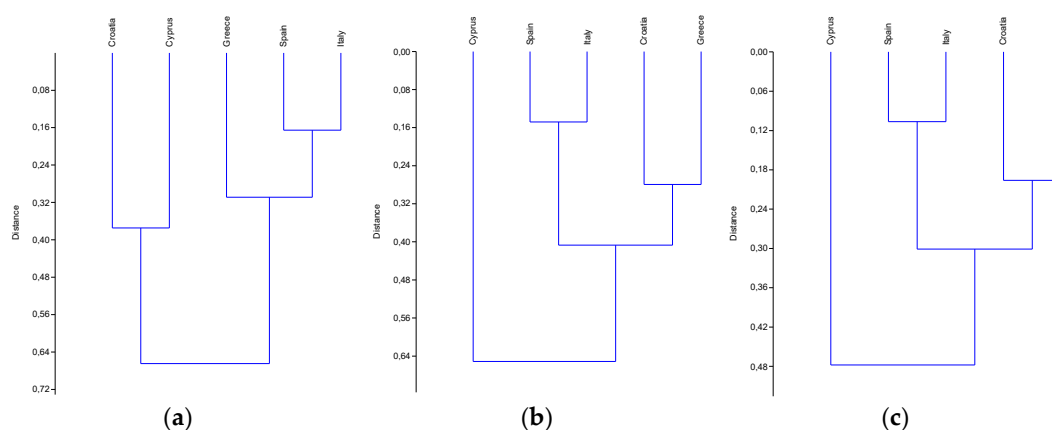 Croatia
Cyprus
Greece
Spain
Italy
0,08
0,16
0,24
0,32
0,40
0,48
0,56
0,64
0,72
Distance
(a)
Cyprus
Spain
Italy
Croatia
Greece
0,00
0,08
0,16
0,24
0,32
0,40
0,48
0,56
0,64
Distance
(b)
Cyprus
Spain
Italy
Croatia
0,00
0,06
0,12
0,18
0,24
0,30
0,36
0,42
0,48
Distance
(c)